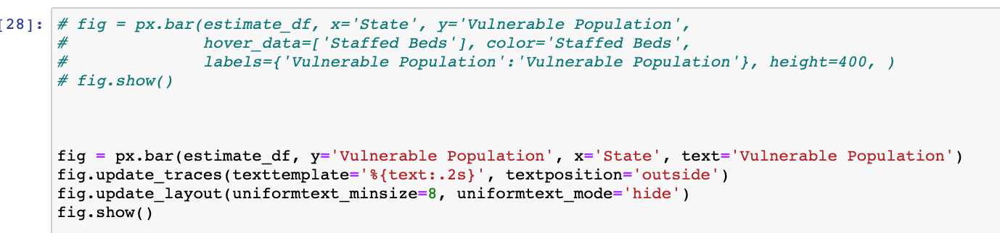 [28]: # fig = px.bar(estimate_df, x='State', y='Vulnerable Population',
#              hover_data=['Staffed Beds'], color='Staffed Beds',
#              labels={'Vulnerable Population':'Vulnerable Population'}, height=400, )
# fig.show()
fig = px.bar(estimate_df, y='Vulnerable Population', x='State', text='Vulnerable Population')
fig.update_traces(texttemplate='%{text:.2s}', textposition='outside')
fig.update_layout(uniformtext_minsize=8, uniformtext_mode='hide')
fig.show()